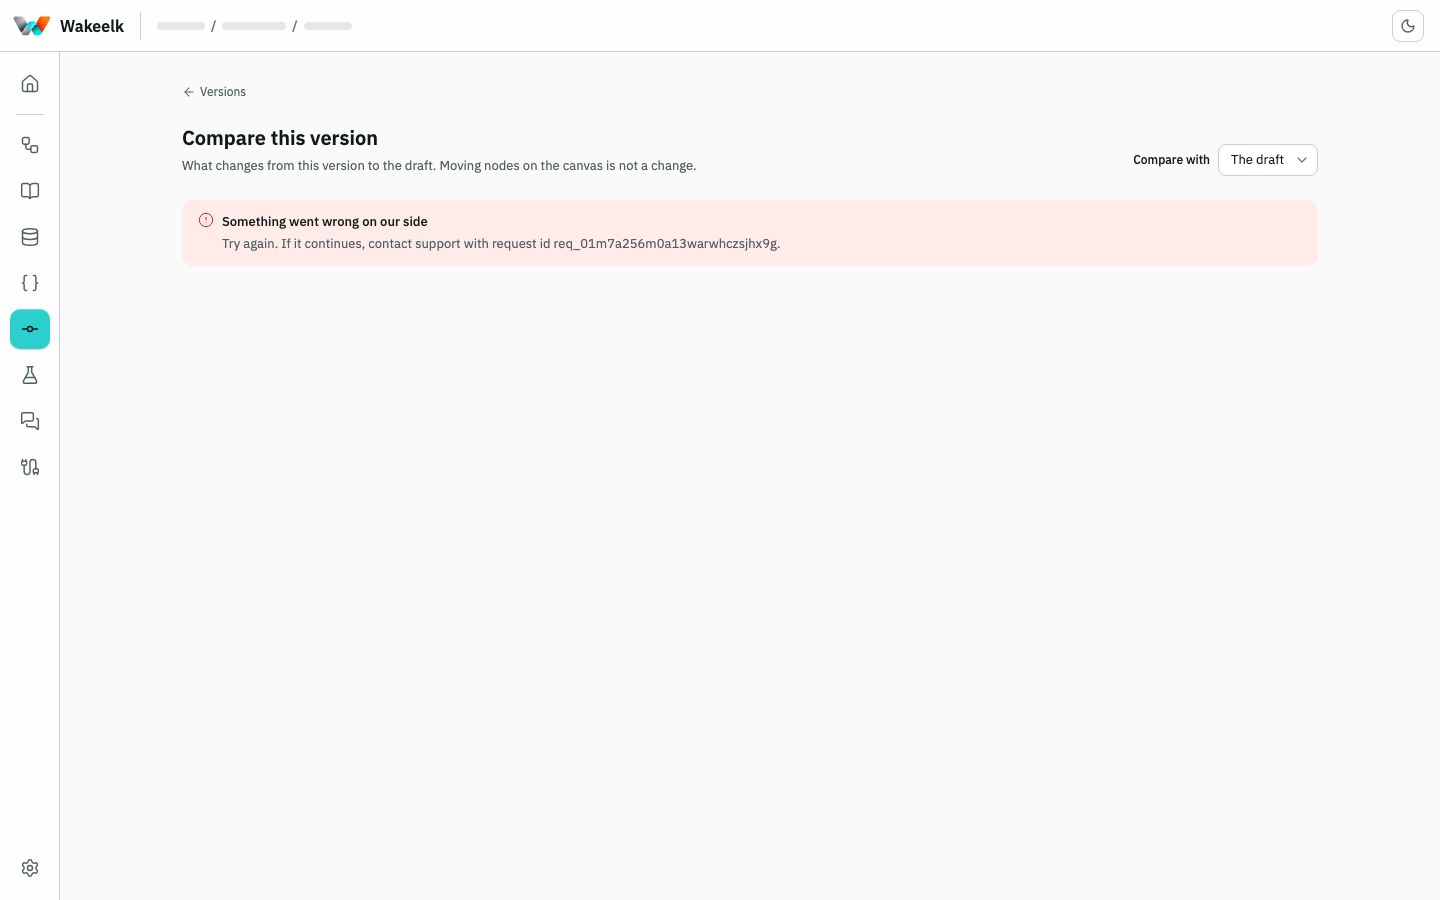 Wakeelk
/ /
Versions
Compare this version
What changes from this version to the draft. Moving nodes on the canvas is not a change.
Compare with
The draft
Something went wrong on our side
Try again. If it continues, contact support with request id req_01m7a256m0a13warwhczsjhx9g.